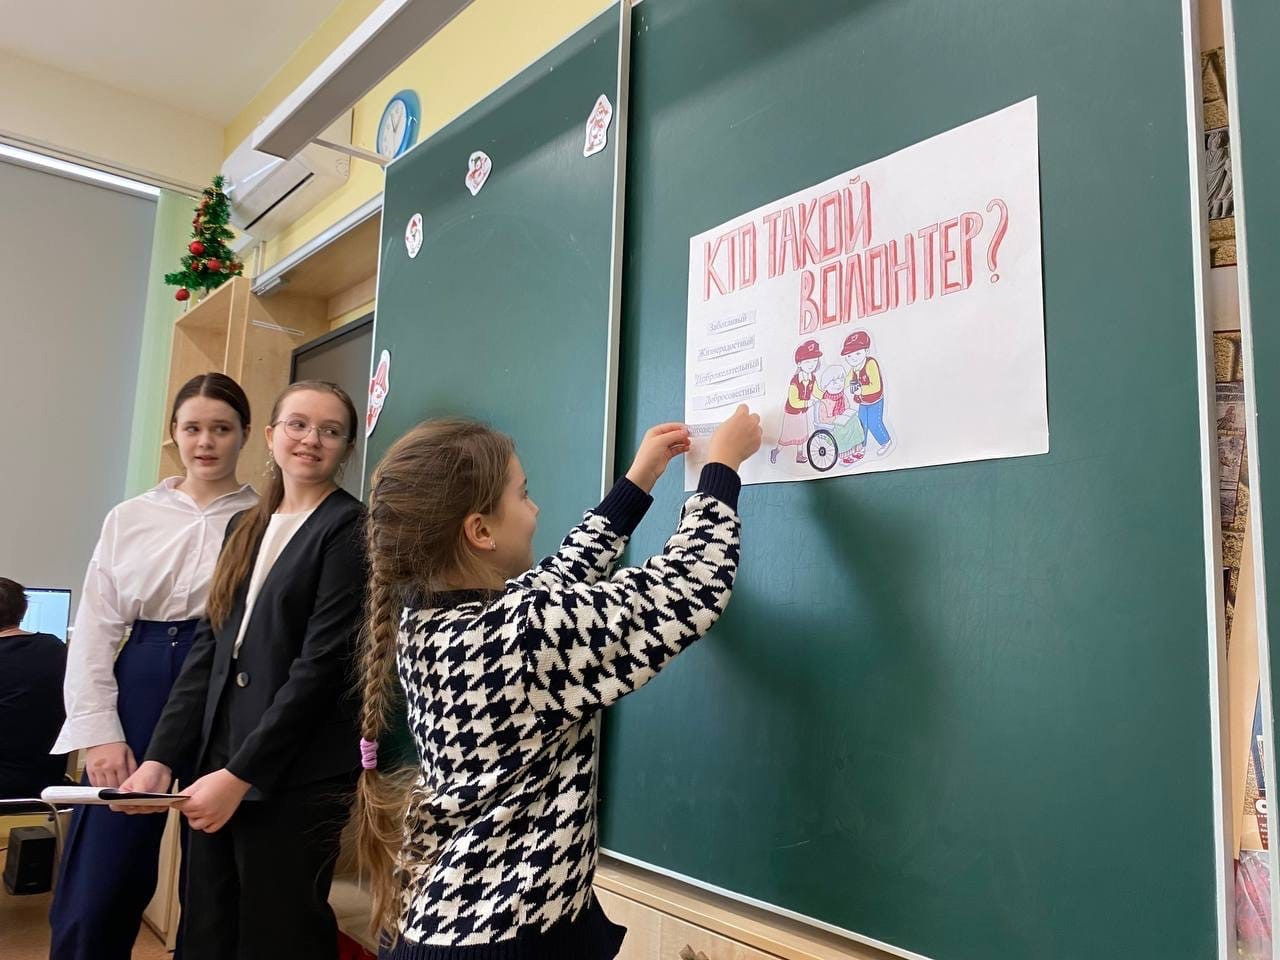 КТО ТАКОЙ
ВОЛОНТЕР?
Заботливый
Жизнерадостный
Доброжелательный
Добросовестный